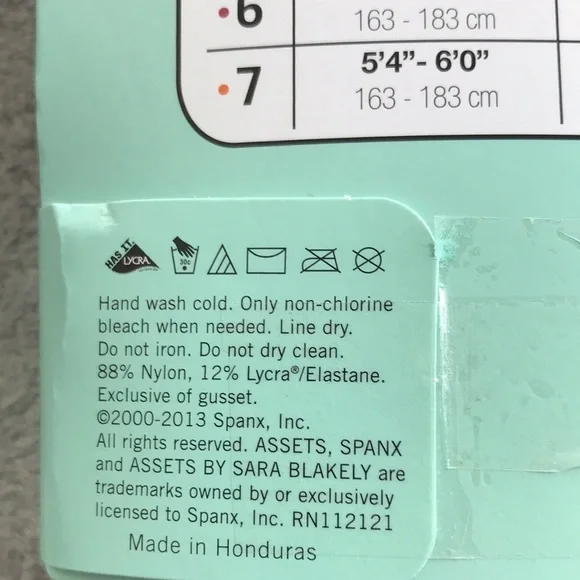 •6
163 - 183 cm
•7
5'4”- 6'0”
163 - 183 cm
HAS IT.
LYCRA
30c
Hand wash cold. Only non-chlorine
bleach when needed. Line dry.
Do not iron. Do not dry clean.
88% Nylon, 12% Lycra®/Elastane.
Exclusive of gusset.
©2000-2013 Spanx, Inc.
All rights reserved. ASSETS, SPANX
and ASSETS BY SARA BLAKELY are
trademarks owned by or exclusively
licensed to Spanx, Inc. RN112121
Made in Honduras